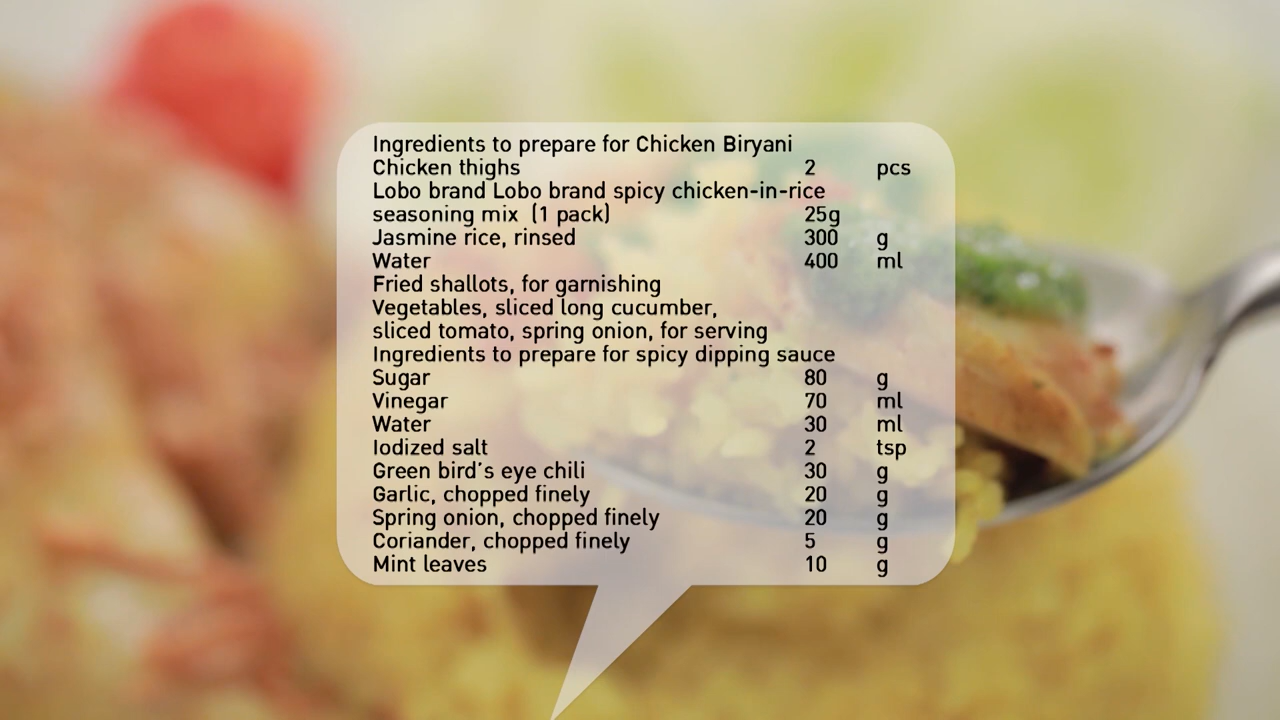 Ingredients to prepare for Chicken Biryani
Chicken thighs 2 pcs
Lobo brand Lobo brand spicy chicken-in-rice
seasoning mix (1 pack) 25g
Jasmine rice, rinsed 300 g
Water 400 ml
Fried shallots, for garnishing
Vegetables, sliced long cucumber,
sliced tomato, spring onion, for serving
Ingredients to prepare for spicy dipping sauce
Sugar 80 g
Vinegar 70 ml
Water 30 ml
Iodized salt 2 tsp
Green bird's eye chili 30 g
Garlic, chopped finely 20 g
Spring onion, chopped finely 20 g
Coriander, chopped finely 5 g
Mint leaves 10 g